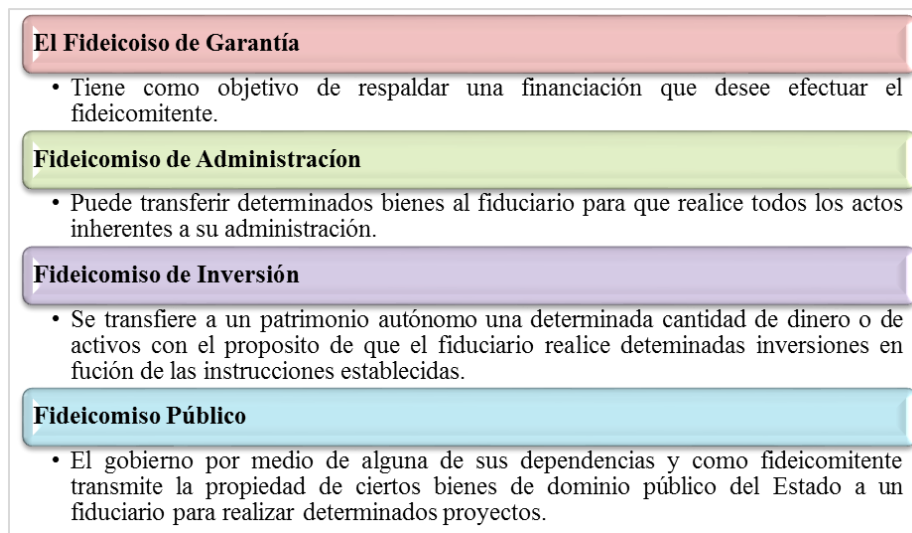 El Fideicoiso de Garantía
• Tiene como objetivo de respaldar una financiación que desee efectuar el
fideicomitente.
Fideicomiso de Administracíon
• Puede transferir determinados bienes al fiduciario para que realice todos los actos
inherentes a su administración.
Fideicomiso de Inversión
• Se transfiere a un patrimonio autónomo una determinada cantidad de dinero o de
activos con el proposito de que el fiduciario realice deteminadas inversiones en
fución de las instrucciones establecidas.
Fideicomiso Público
• El gobierno por medio de alguna de sus dependencias y como fideicomitente
transmite la propiedad de ciertos bienes de dominio público del Estado a un
fiduciario para realizar determinados proyectos.